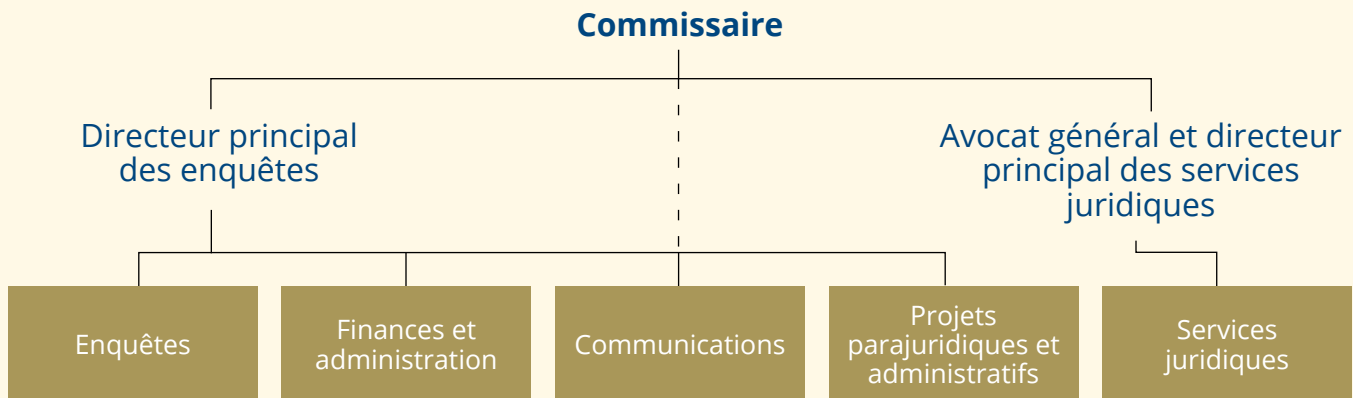 Commissaire
Directeur principal
des enquêtes
Avocat général et directeur
principal des services
juridiques
Enquêtes
Finances et
administration
Communications
Projets
parajuridiques et
administratifs
Services
juridiques